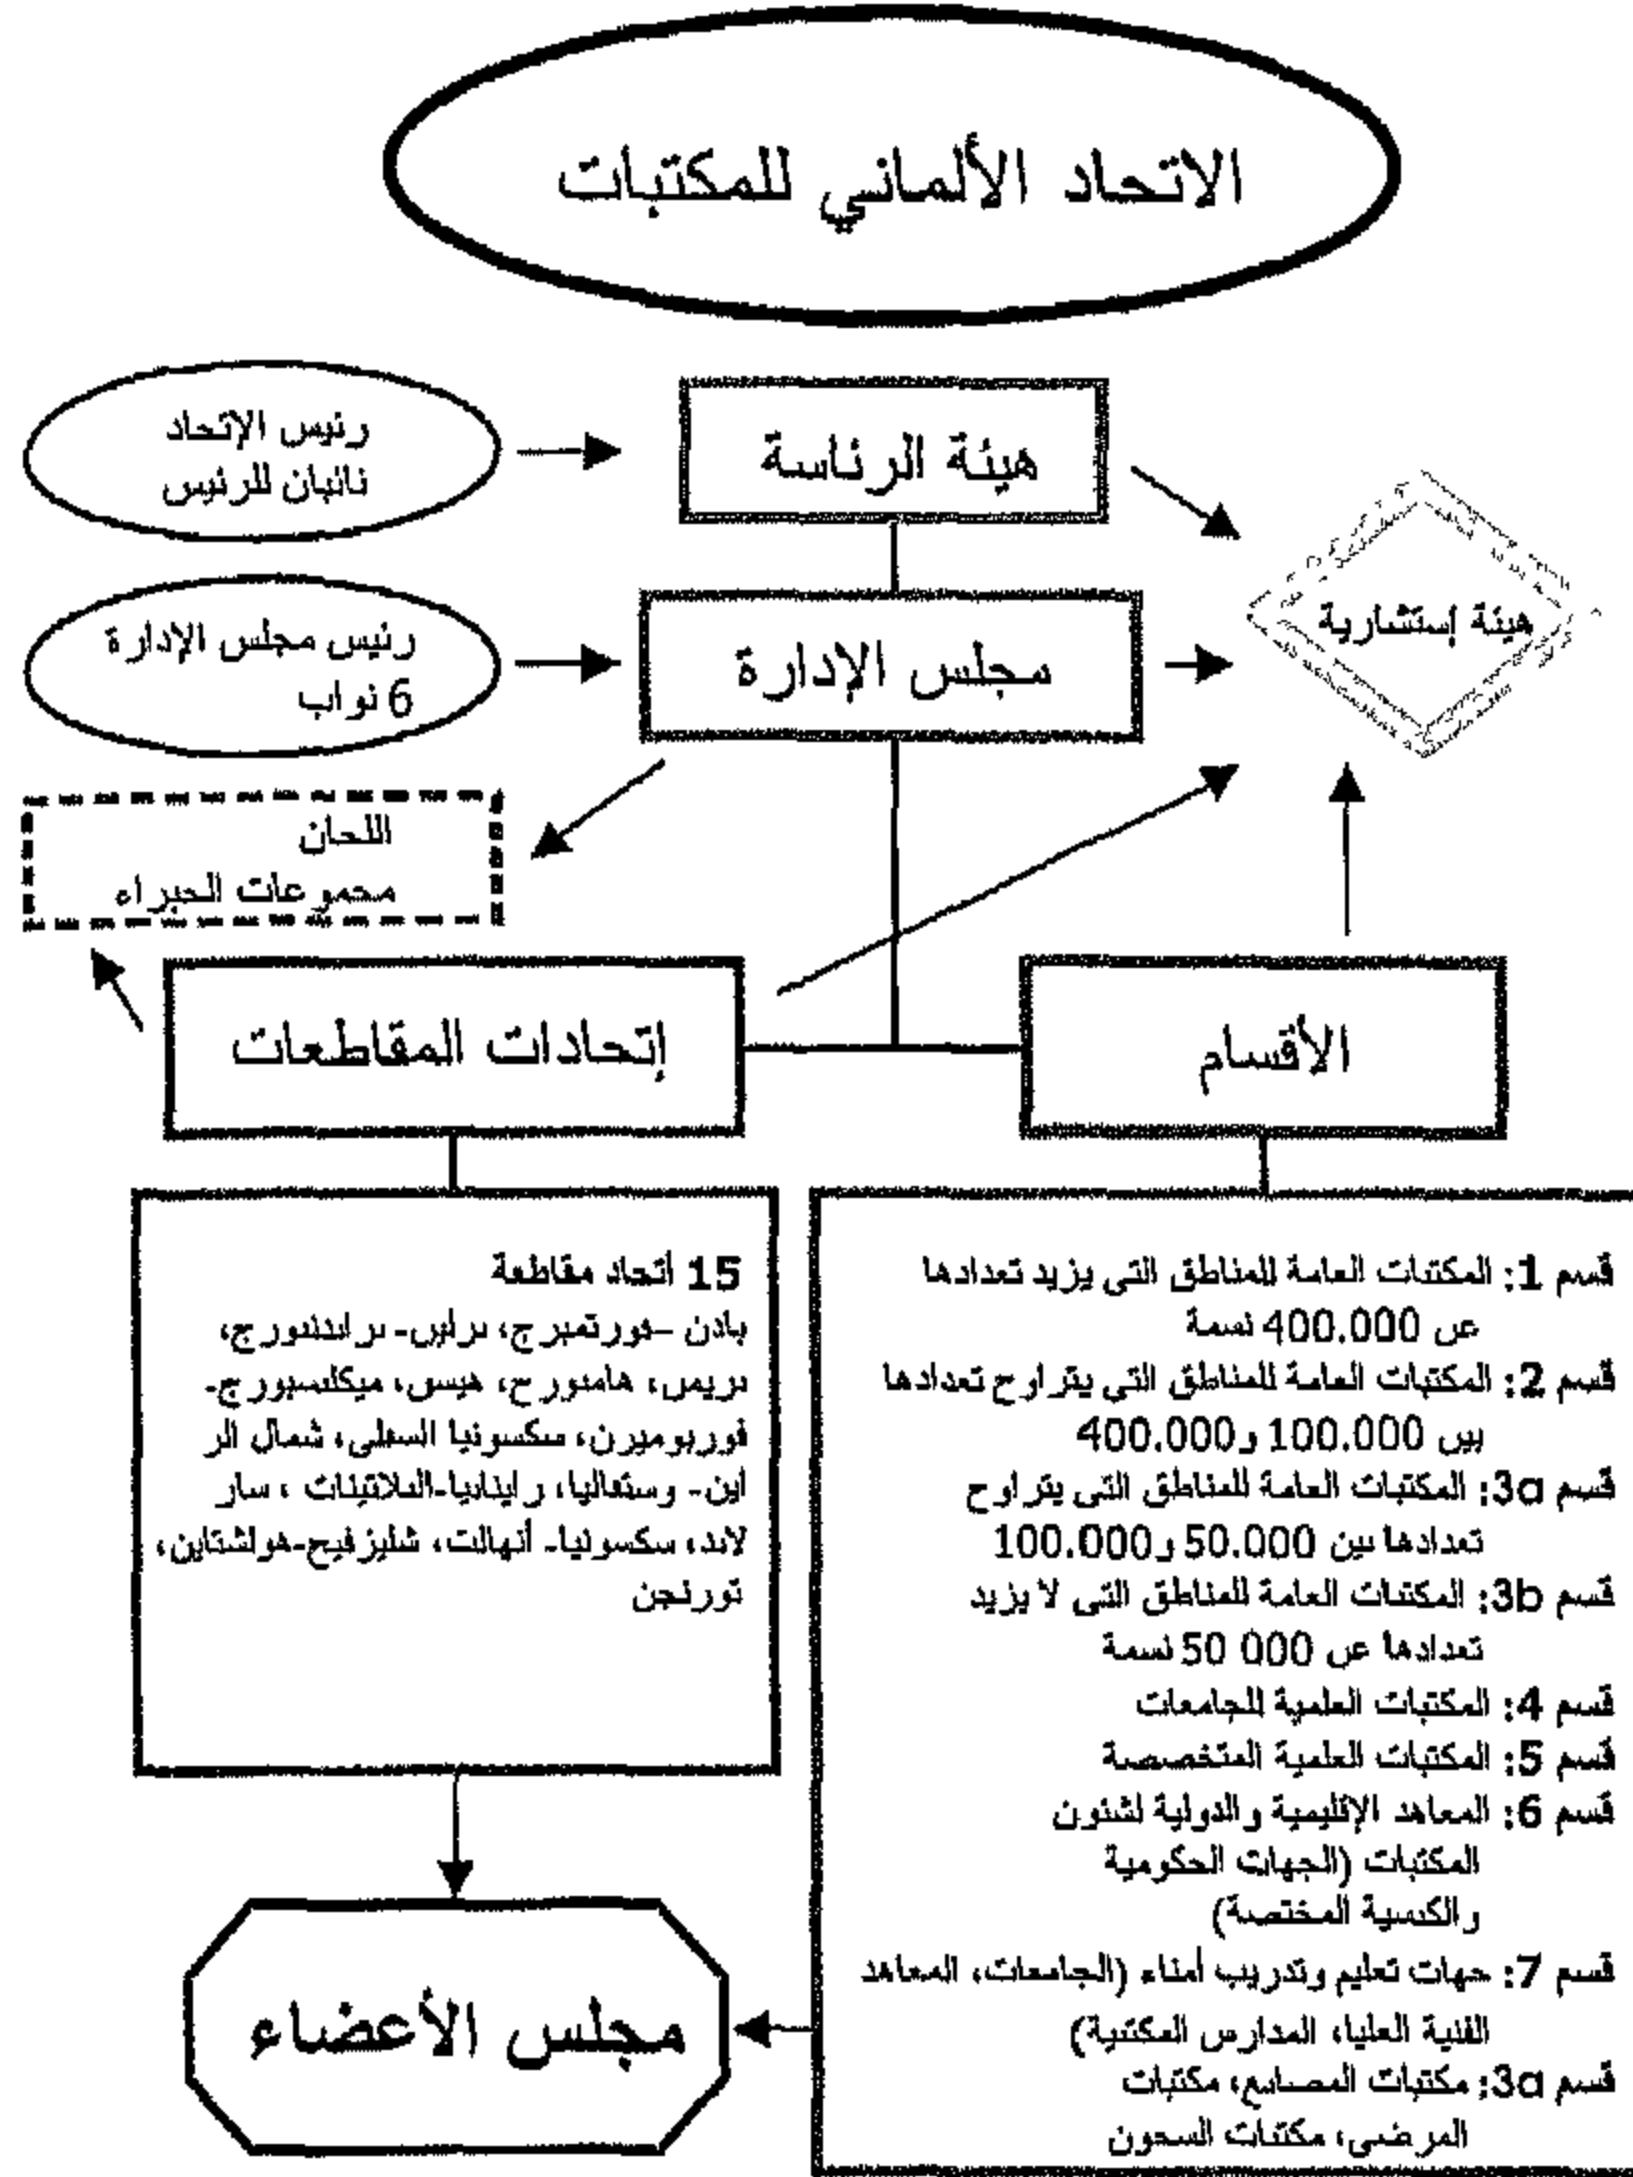 الاتحاد الألماني للمكتبات
رئيس الإتحاد
نائبان للرئيس
هيئة الرئاسة
هيئة إستشارية
رئيس مجلس الإدارة
6 نواب
مجلس الإدارة
اللجان
مجموعات الخبراء
إتحادات المقاطعات
الأقسام
15 أتحاد مقاطعة
بادن -فورتمبرج، برلين- براندنبورج،
بريمن، هامبورج، هيسن، ميكلمبورج-
فوربوميرن، سكسونيا السفلى، شمال الر
اين- وستفاليا، راينانيا-البلاتينات ، سار
لاند، سكسونيا- أنهالت، شليزفيج-هولشتاين،
تورنجن
قسم 1: المكتبات العامة للمناطق التى يزيد تعدادها
عن 400.000 نسمة
قسم 2: المكتبات العامة للمناطق التى يتراوح تعدادها
بين 100.000 و400.000
قسم 3a: المكتبات العامة للمناطق التى يتراوح
تعدادها بين 50.000 و100.000
قسم 3b: المكتبات العامة للمناطق التى لا يزيد
تعدادها عن 000 50 نسمة
قسم 4: المكتبات العلمية للجامعات
قسم 5: المكتبات العلمية المتخصصة
قسم 6: المعاهد الإقليمية والدولية لشئون
المكتبات (الجهات الحكومية
والكنسية المختصة)
قسم 7: جهات تعليم وتدريب أمناء (الجامعات، المعاهد
الفنية العليا، المدارس المكتبية)
قسم 3a: مكتبات المصانع، مكتبات
المرضى، مكتبات السجون
مجلس الأعضاء